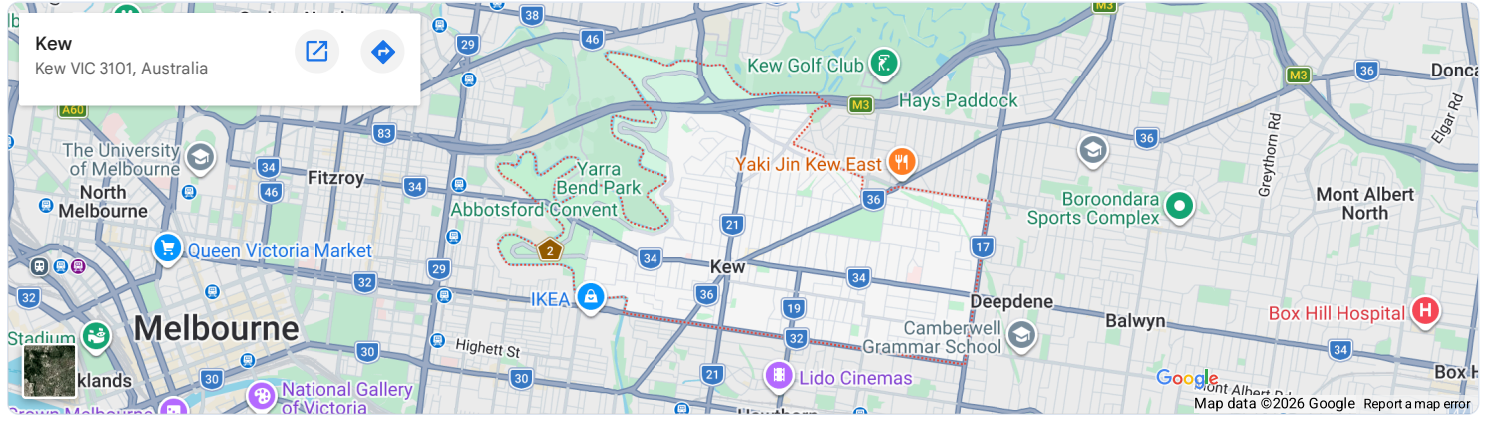 Kew
Kew VIC 3101, Australia
38
46
29
M3
M3
36
Kew Golf Club
M3
Hays Paddock
Greythorn Rd
Elgar Rd
A60
83
36
The University
of Melbourne
34
46
Fitzroy
34
North
Melbourne
Yarra
Bend Park
Abbotsford Convent
Yaki Jin Kew East
36
Boroondara
Sports Complex
Mont Albert
North
21
17
2
Queen Victoria Market
34
Kew
34
32
29
32
IKEA
36
19
Deepdene
Melbourne
Stadium
32
Camberwell
Grammar School
Balwyn
Box Hill Hospital
H
30
Highett St
34
30
30
21
Lido Cinemas
National Gallery
of Victoria
Google
Map data ©2026 Google
Report a map error